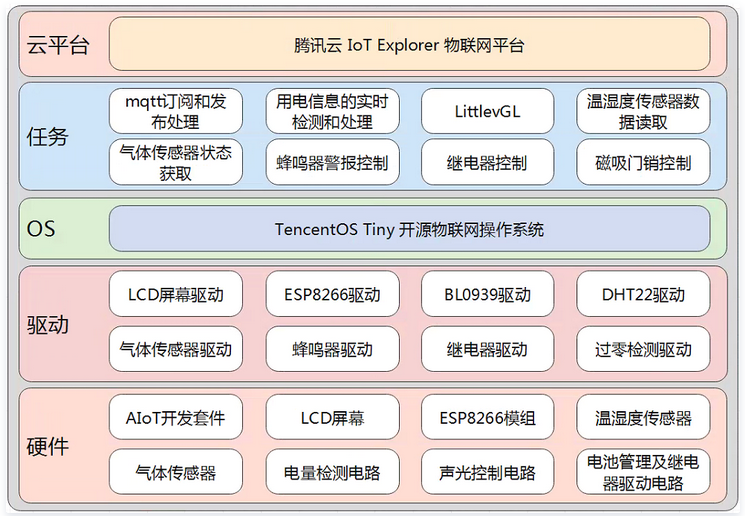 云平台
腾讯云 IoT Explorer 物联网平台
任务
mqtt订阅和发
布处理
用电信息的实时
检测和处理
LittlevGL
温湿度传感器数
据读取
气体传感器状态
获取
蜂鸣器警报控制
继电器控制
磁吸门销控制
OS
TencentOS Tiny 开源物联网操作系统
驱动
LCD屏幕驱动
ESP8266驱动
BL0939驱动
DHT22驱动
气体传感器驱动
蜂鸣器驱动
继电器驱动
过零检测驱动
硬件
AIoT开发套件
LCD屏幕
ESP8266模组
温湿度传感器
气体传感器
电量检测电路
声光控制电路
电池管理及继电
器驱动电路